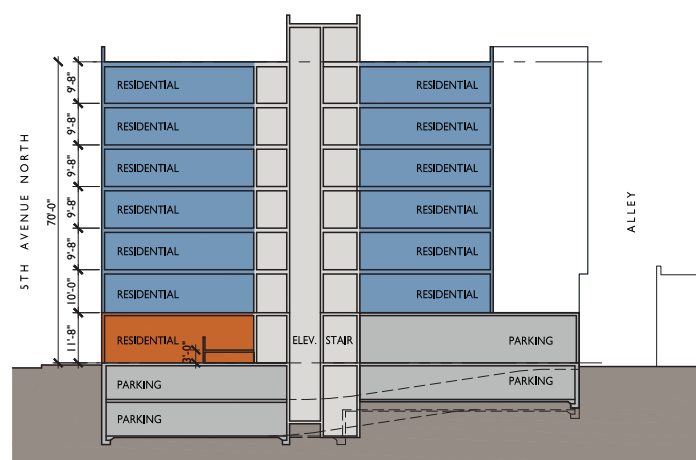 RESIDENTIAL RESIDENTIAL
RESIDENTIAL RESIDENTIAL
RESIDENTIAL RESIDENTIAL
RESIDENTIAL RESIDENTIAL
RESIDENTIAL RESIDENTIAL
RESIDENTIAL RESIDENTIAL
RESIDENTIAL ELEV. STAIR PARKING
PARKING PARKING
PARKING
5TH AVENUE NORTH
70'-0"
9'-8"
9'-8"
9'-8"
9'-8"
9'-8"
10'-0"
11'-8"
3'-0"
ALLEY